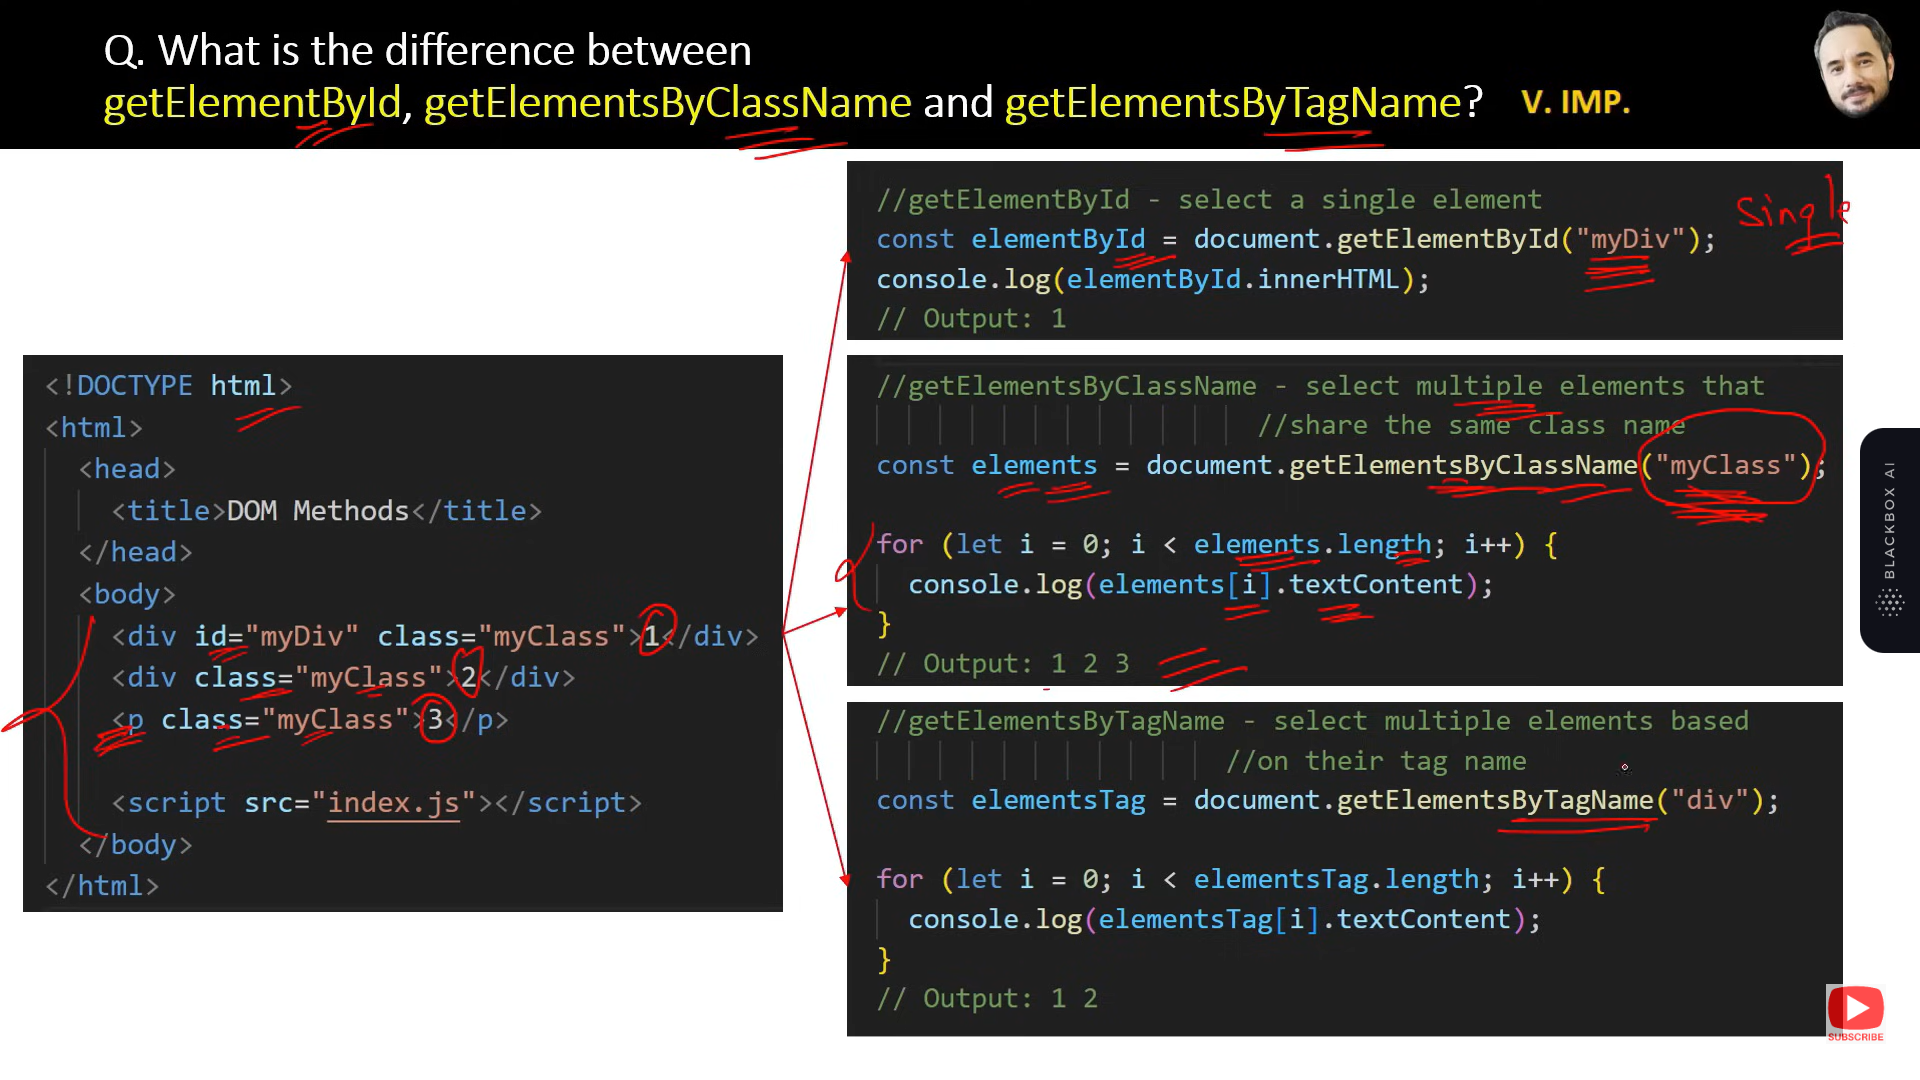 Q. What is the difference between
getElementById, getElementsByClassName and getElementsByTagName? V. IMP.
//getElementById - select a single element
const elementById = document.getElementById("myDiv");
console.log(elementById.innerHTML);
// Output: 1
Single
<!DOCTYPE html>
<html>
<head>
<title>DOM Methods</title>
</head>
<body>
<div id="myDiv" class="myClass">1</div>
<div class="myClass">2</div>
<p class="myClass">3</p>
<script src="index.js"></script>
</body>
</html>
//getElementsByClassName - select multiple elements that
//share the same class name
const elements = document.getElementsByClassName("myClass");
for (let i = 0; i < elements.length; i++) {
console.log(elements[i].textContent);
}
// Output: 1 2 3
//getElementsByTagName - select multiple elements based
//on their tag name
const elementsTag = document.getElementsByTagName("div");
for (let i = 0; i < elementsTag.length; i++) {
console.log(elementsTag[i].textContent);
}
// Output: 1 2
BLACKBOX AI
SUBSCRIBE